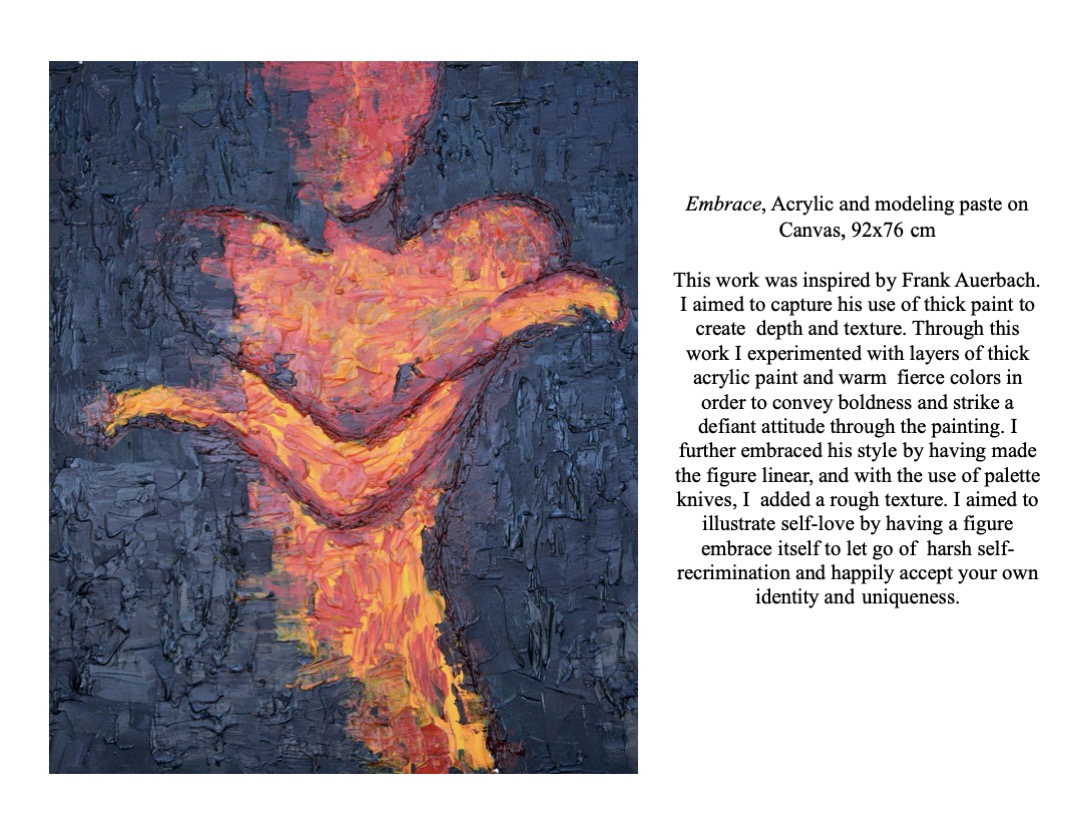 Embrace, Acrylic and modeling paste on
Canvas, 92x76 cm
This work was inspired by Frank Auerbach.
I aimed to capture his use of thick paint to
create depth and texture. Through this
work I experimented with layers of thick
acrylic paint and warm fierce colors in
order to convey boldness and strike a
defiant attitude through the painting. I
further embraced his style by having made
the figure linear, and with the use of palette
knives, I added a rough texture. I aimed to
illustrate self-love by having a figure
embrace itself to let go of harsh self-
recrimination and happily accept your own
identity and uniqueness.